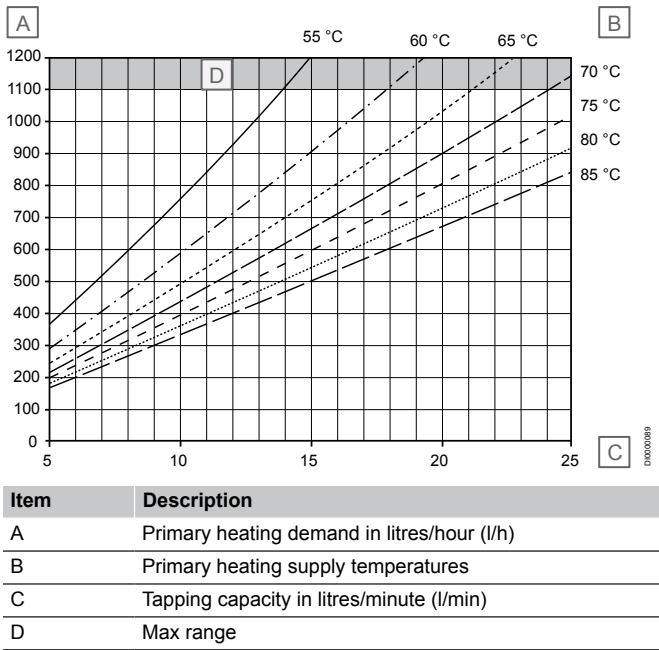 A
B
55 °C
60 °C
65 °C
1200
D
70 °C
1100
75 °C
1000
80 °C
900
85 °C
800
700
600
500
400
300
200
100
0
5
10
15
20
25
C
DI0000089
Item Description
A Primary heating demand in litres/hour (l/h)
B Primary heating supply temperatures
C Tapping capacity in litres/minute (l/min)
D Max range